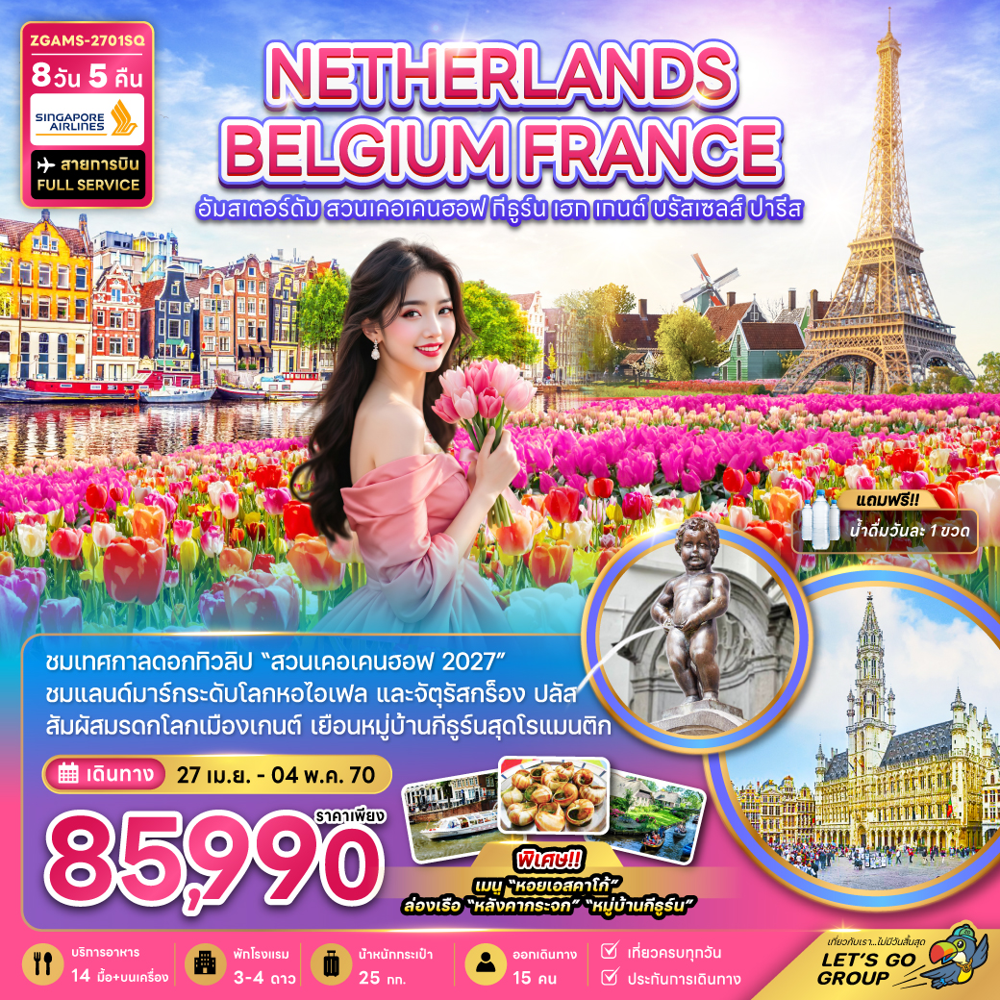 ZGAMS-2701SQ
8 วัน 5 คืน
SINGAPORE
AIRLINES
สายการบิน
FULL SERVICE
NETHERLANDS
BELGIUM FRANCE
อัมสเตอร์ดัม สวนเคอเคนฮอฟ กีธูร์น เฮก เกนต์ บรัสเซลส์ ปารีส
แถมฟรี!!
น้ำดื่มวันละ 1 ขวด
ชมเทศกาลดอกทิวลิป “สวนเคอเคนฮอฟ 2027”
ชมแลนด์มาร์กระดับโลกหอไอเฟล และจัตุรัสกร็อง ปลัส
สัมผัสมรดกโลกเมืองเกนต์ เยือนหมู่บ้านกีธูร์นสุดโรแมนติก
เดินทาง 27 เม.ย. - 04 พ.ค. 70
ราคาเพียง
85,990
พิเศษ!!
เมนู “หอยเอสคาโก้”
ล่องเรือ “หลังคากระจก” “หมู่บ้านกีธูร์น”
บริการอาหาร
14 มื้อ+บนเครื่อง
พักโรงแรม
3-4 ดาว
น้ำหนักกระเป๋า
25 กก.
ออกเดินทาง
15 คน
เที่ยวครบทุกวัน
ประกันการเดินทาง
เที่ยวกับเรา...ไม่มีวันสิ้นสุด
LET'S GO
GROUP